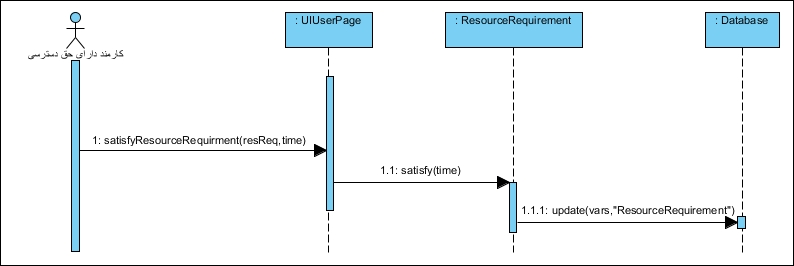 : UIUserPage
: ResourceRequirement
: Database
کارمند دارای حق دسترسی
1: satisfyResourceRequirment(resReq,time)
1.1: satisfy(time)
1.1.1: update(vars,"ResourceRequirement")